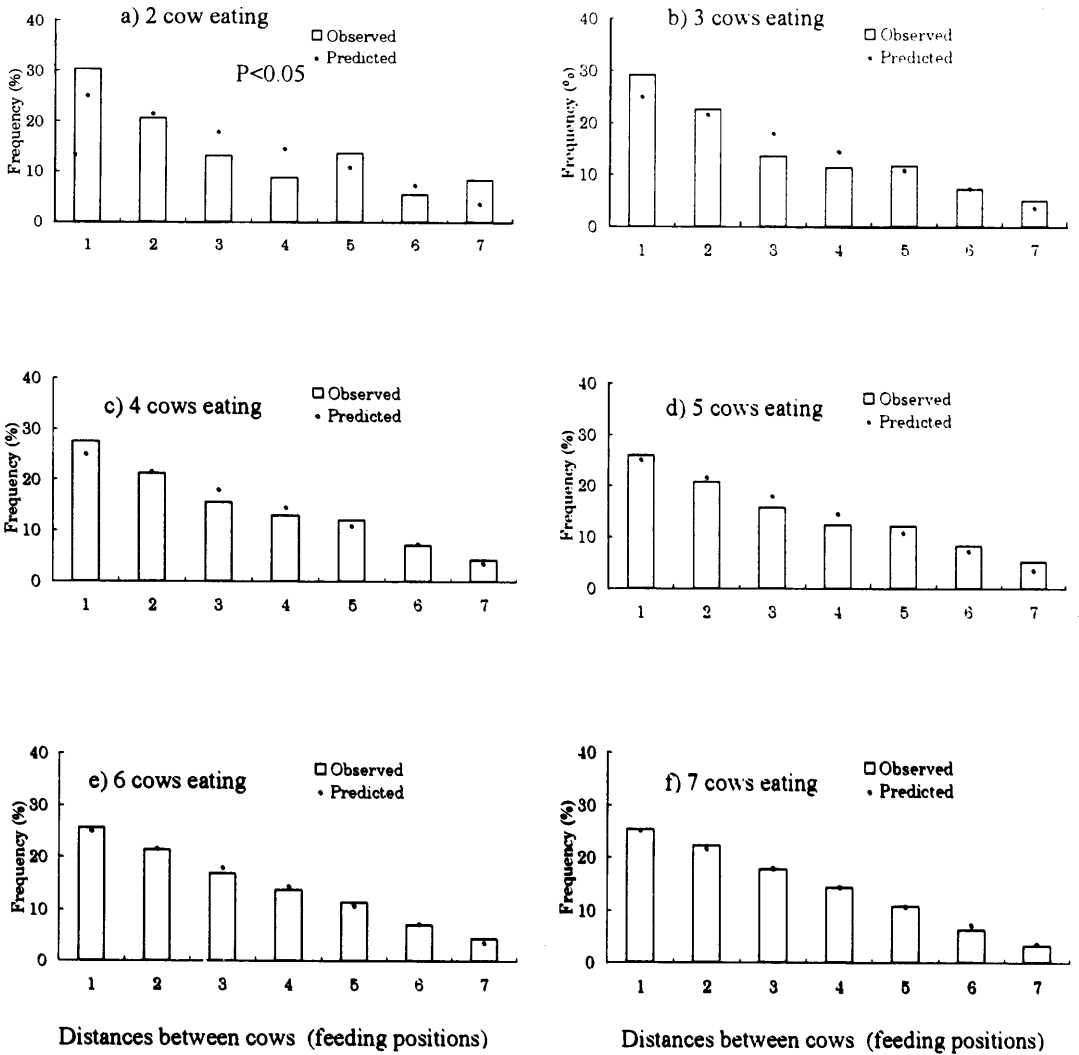 a) 2 cow eating
Observed
Predicted
P<0.05
Frequency (%)
40
30
20
10
0
1 2 3 4 5 6 7
b) 3 cows eating
Observed
Predicted
Frequency (%)
40
30
20
10
0
1 2 3 4 5 6 7
c) 4 cows eating
Observed
Predicted
Frequency (%)
40
30
20
10
0
1 2 3 4 5 6 7
d) 5 cows eating
Observed
Predicted
Frequency (%)
40
30
20
10
0
1 2 3 4 5 6 7
e) 6 cows eating
Observed
Predicted
Frequency (%)
40
30
20
10
0
1 2 3 4 5 6 7
Distances between cows (feeding positions)
f) 7 cows eating
Observed
Predicted
Frequency (%)
40
30
20
10
0
1 2 3 4 5 6 7
Distances between cows (feeding positions)